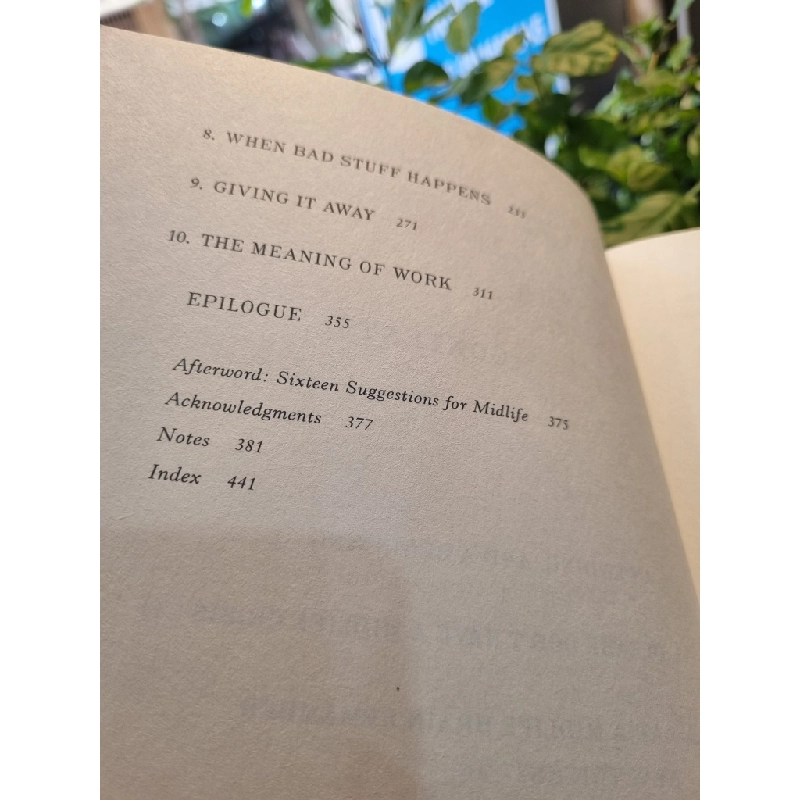 8. WHEN BAD STUFF HAPPENS
9. GIVING IT AWAY 271
10. THE MEANING OF WORK 311
EPILOGUE 355
Afterword: Sixteen Suggestions for Midlife 375
Acknowledgments 377
Notes 381
Index 441